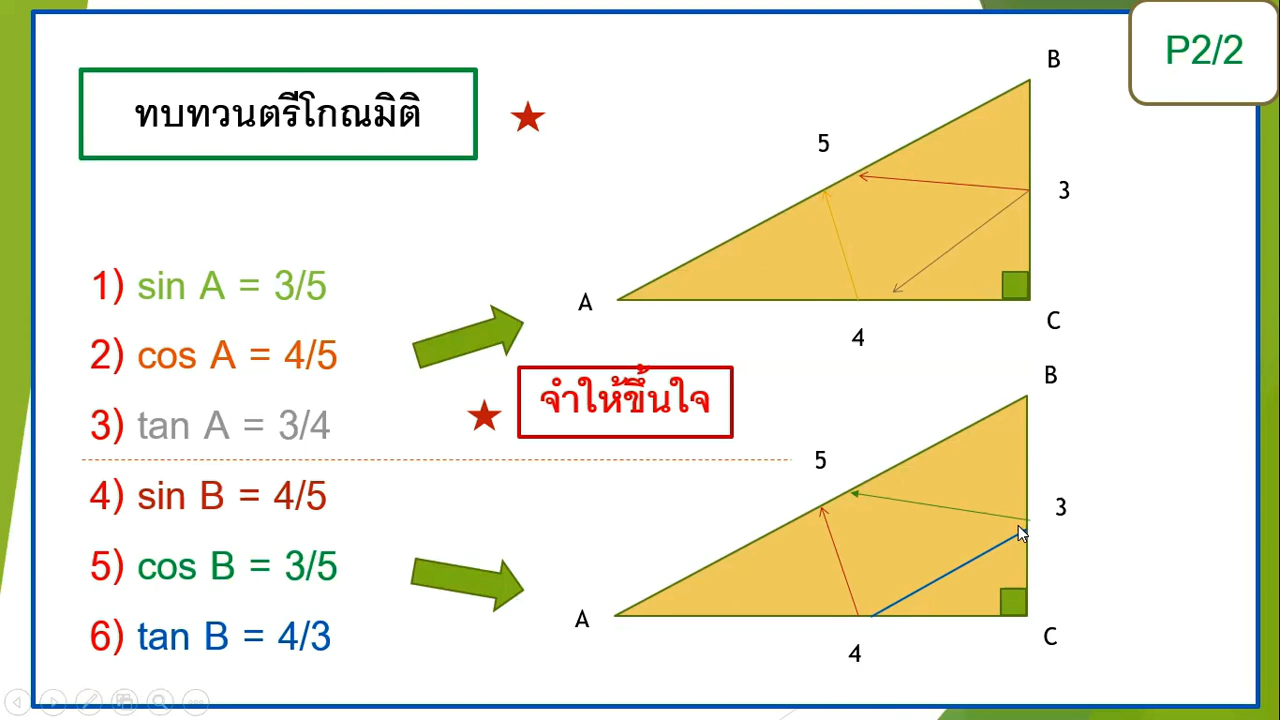 P2/2
ทบทวนตรีโกณมิติ
1) sin A = 3/5
2) cos A = 4/5
3) tan A = 3/4
4) sin B = 4/5
5) cos B = 3/5
6) tan B = 4/3
จำให้ขึ้นใจ
B
5
3
A
C
4
B
5
3
A
C
4